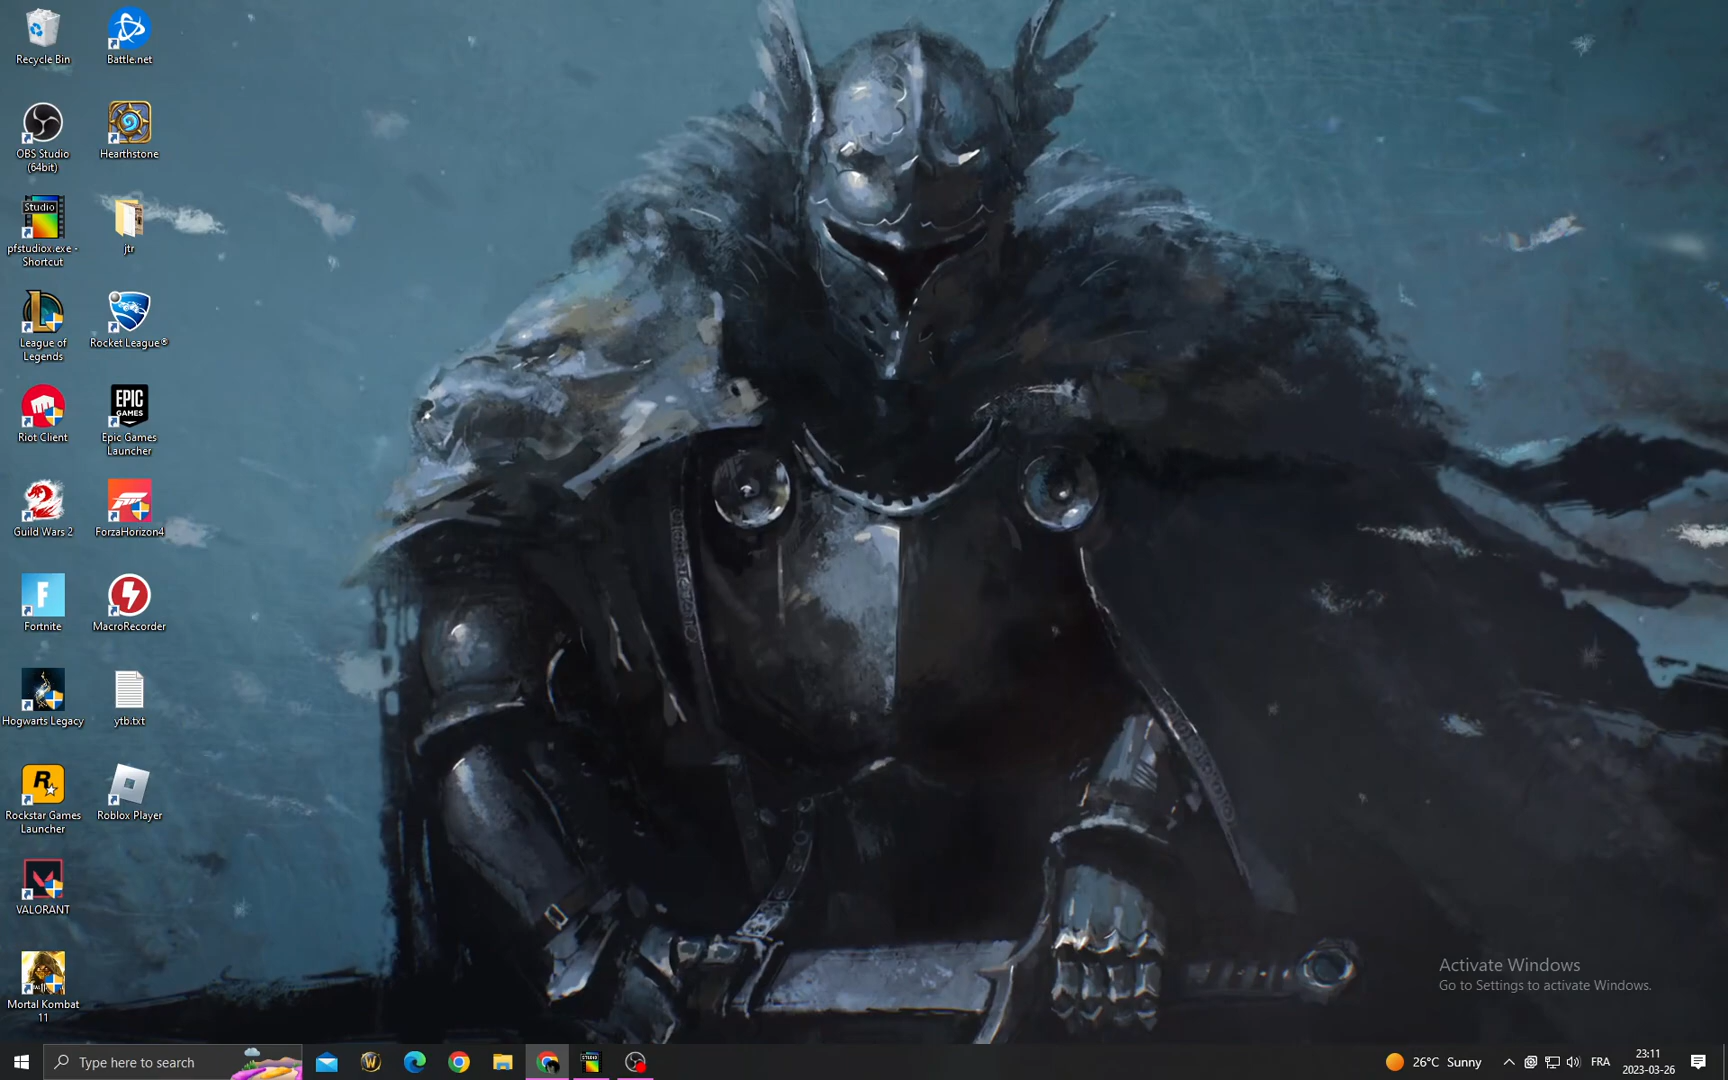 Recycle Bin
Battle.net
OBS Studio
(64bit)
Hearthstone
Studio
pfstudiox.exe -
Shortcut
jtr
League of
Legends
Rocket League®
Riot Client
EPIC
GAMES
Epic Games
Launcher
Guild Wars 2
ForzaHorizon4
Fortnite
MacroRecorder
Hogwarts Legacy
ytb.txt
Rockstar Games
Launcher
Roblox Player
VALORANT
Mortal Kombat
11
Activate Windows
Go to Settings to activate Windows.
Type here to search
26°C Sunny
FRA
23:11
2023-03-26